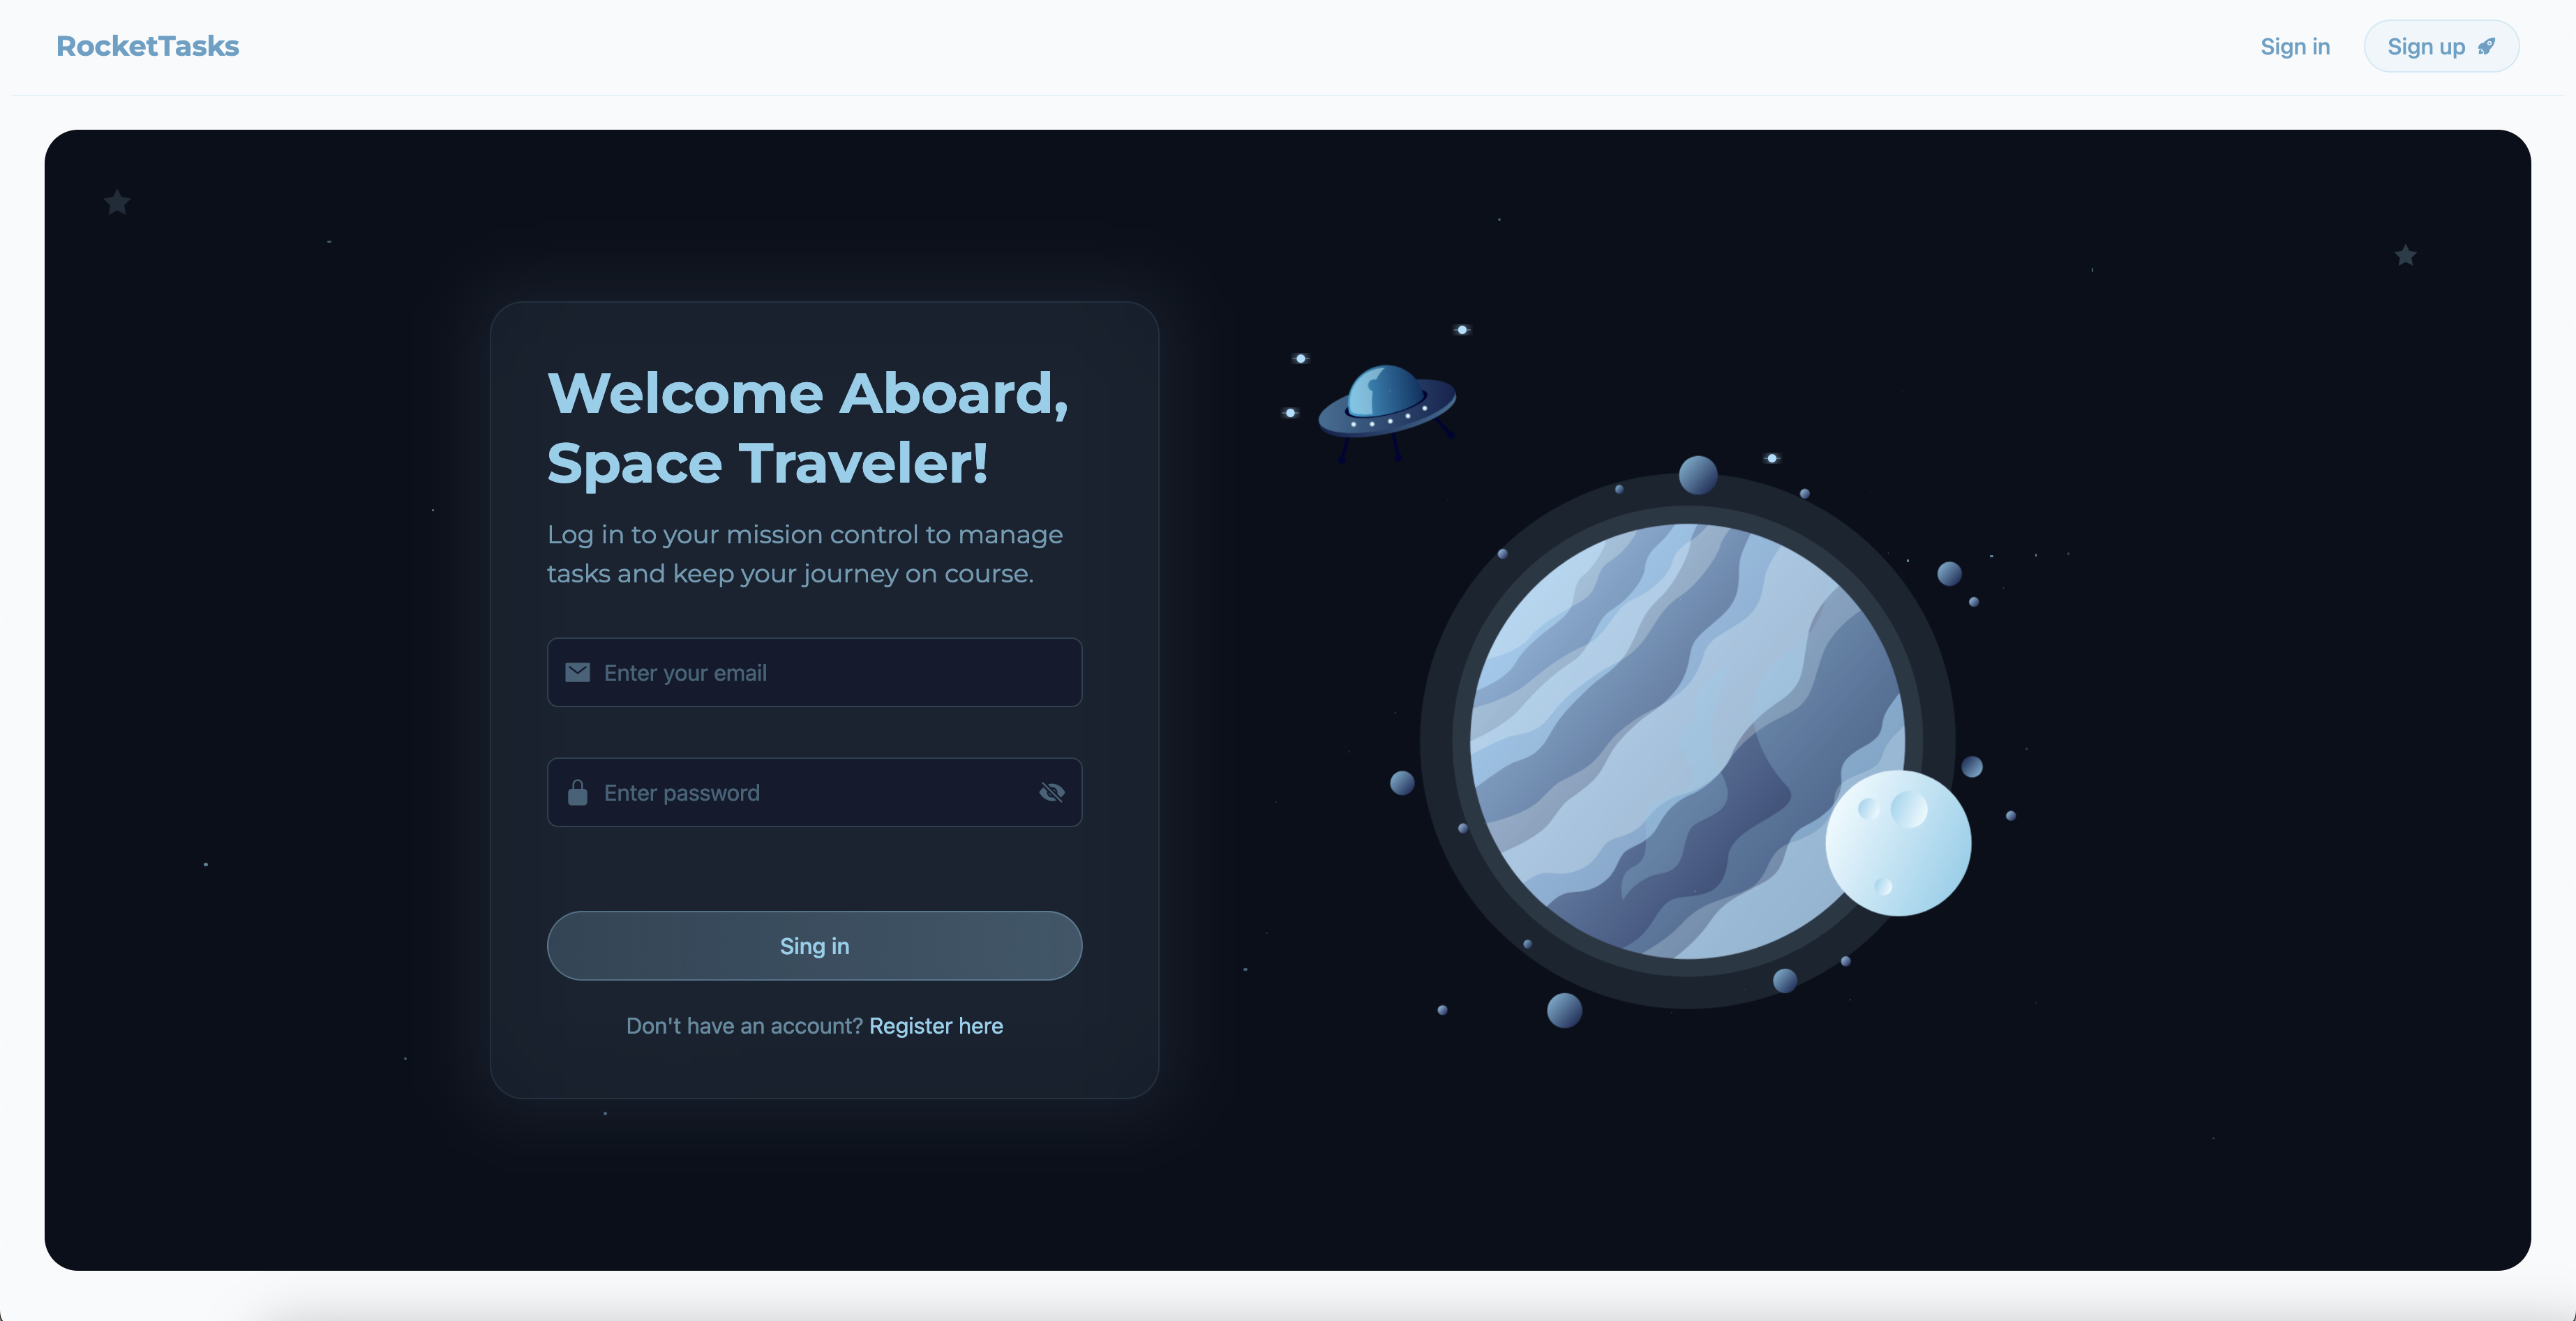 RocketTasks
Sign in
Sign up
Welcome Aboard,
Space Traveler!
Log in to your mission control to manage
tasks and keep your journey on course.
Enter your email
Enter password
Sing in
Don't have an account? Register here